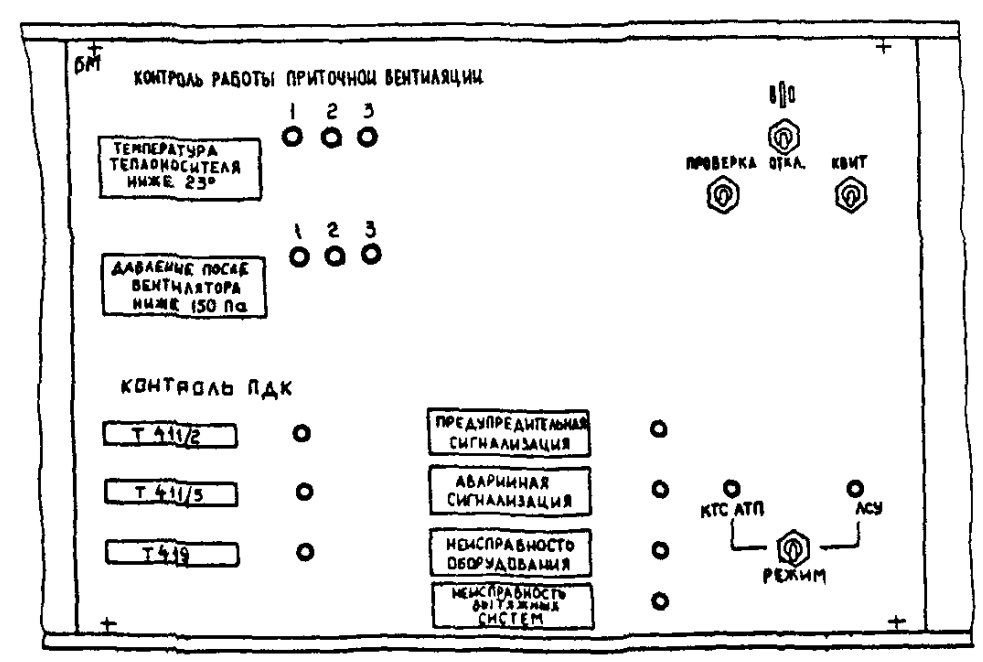 БМ
КОНТРОЛЬ РАБОТЫ ПРИТОЧНОЙ ВЕНТИЛЯЦИИ
1 2 3
ТЕМПЕРАТУРА
ТЕПЛОНОСИТЕЛЯ
НИЖЕ 23°
ПРОВЕРКА ОТКЛ. КВИТ
1 2 3
ДАВЛЕНИЕ ПОСЛЕ
ВЕНТИЛЯТОРА
НИЖЕ 150 Па
КОНТРОЛЬ ПДК
Т 411/2
Т 411/5
Т 419
ПРЕДУПРЕДИТЕЛЬНАЯ
СИГНАЛИЗАЦИЯ
АВАРИЙНАЯ
СИГНАЛИЗАЦИЯ
НЕИСПРАВНОСТЬ
ОБОРУДОВАНИЯ
НЕИСПРАВНОСТЬ
ВЫТЯЖНЫХ
СИСТЕМ
КТС АТП ЛСУ
РЕЖИМ